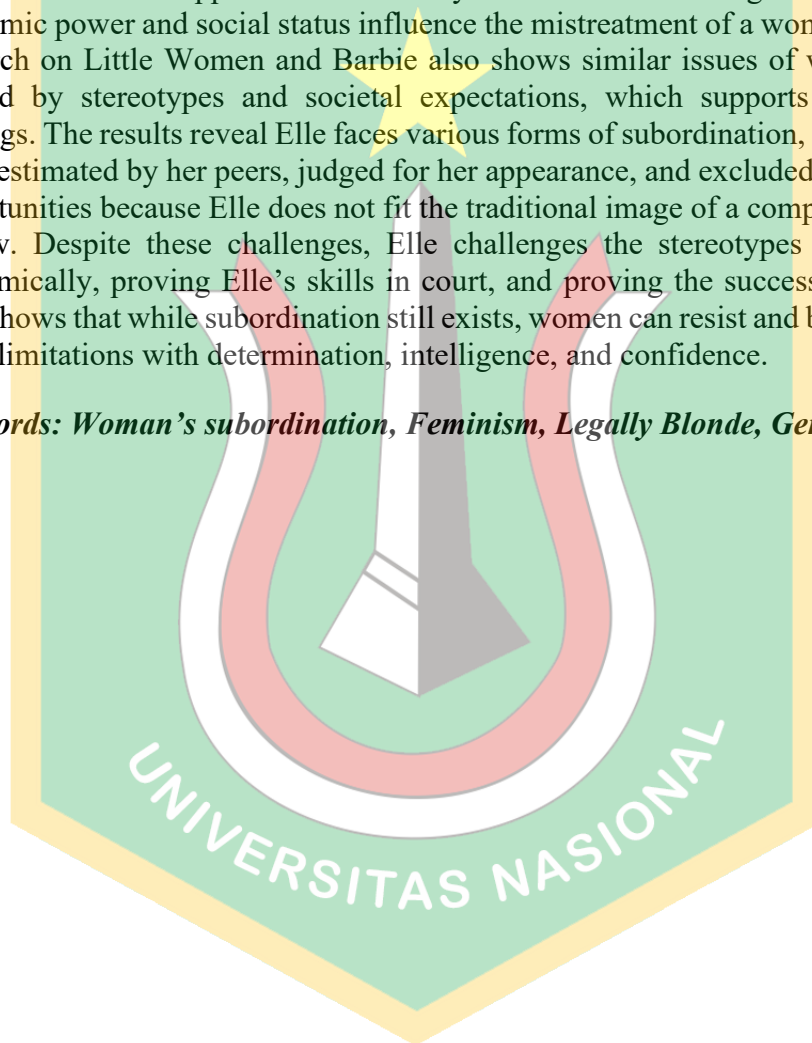 mic power and social status influence the mistreatment of a wom
ch on Little Women and Barbie also shows similar issues of w
d by stereotypes and societal expectations, which supports
gs. The results reveal Elle faces various forms of subordination,
estimated by her peers, judged for her appearance, and excluded
tunities because Elle does not fit the traditional image of a comp
w. Despite these challenges, Elle challenges the stereotypes
mically, proving Elle's skills in court, and proving the success
hows that while subordination still exists, women can resist and b
limitations with determination, intelligence, and confidence.
ords: Woman's subordination, Feminism, Legally Blonde, Gen
UNIVERSITAS NASIONAL